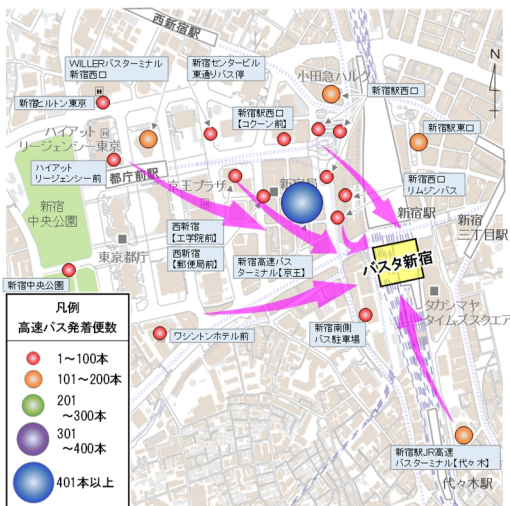 西新宿駅
WILLERバスターミナル
新宿西口
新宿センタービル
東通りバス停
小田急ハルク
新宿駅西口
新宿ヒルトン東京
新宿駅西口
【コクーン前】
新宿駅東口
ハイアット
リージェンシー東京
ハイアット
リージェンシー前
都庁前駅
京王プラザ
新宿局
新宿西口
リムジンバス
新宿
中央公園
西新宿
【工学院前】
西新宿
【郵便局前】
新宿駅
新宿
三丁目駅
東京都庁
新宿高速バス
ターミナル【京王】
バスタ新宿
新宿中央公園
タカシマヤ
タイムズスクエア
凡例
高速バス発着便数
1～100本
101～200本
201
～300本
301
～400本
401本以上
ワシントンホテル前
新宿南側
バス駐車場
新宿駅JR高速
バスターミナル【代々木】
代々木駅
N